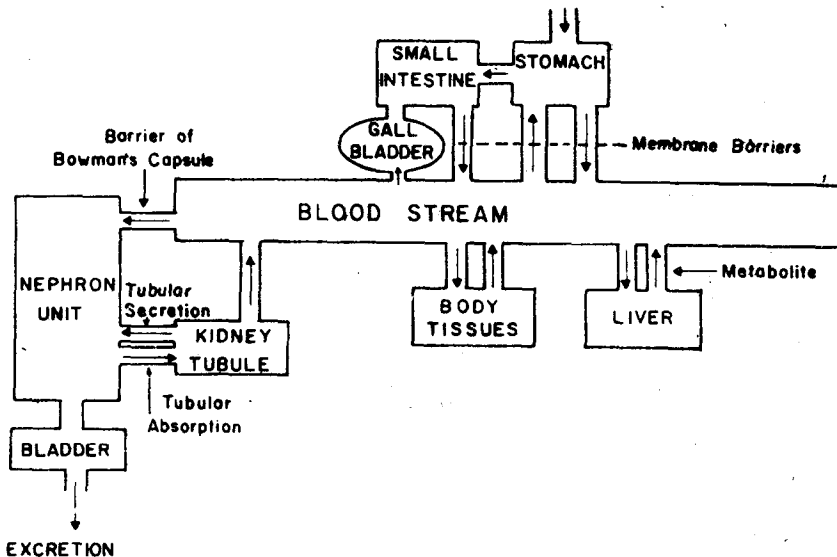 SMALL
INTESTINE
STOMACH
GALL
BLADDER
Membrane Barriers
Barrier of
Bowman's Capsule
BLOOD STREAM
NEPHRON
UNIT
Tubular
Secretion
KIDNEY
TUBULE
Tubular
Absorption
BODY
TISSUES
LIVER
Metabolite
BLADDER
EXCRETION